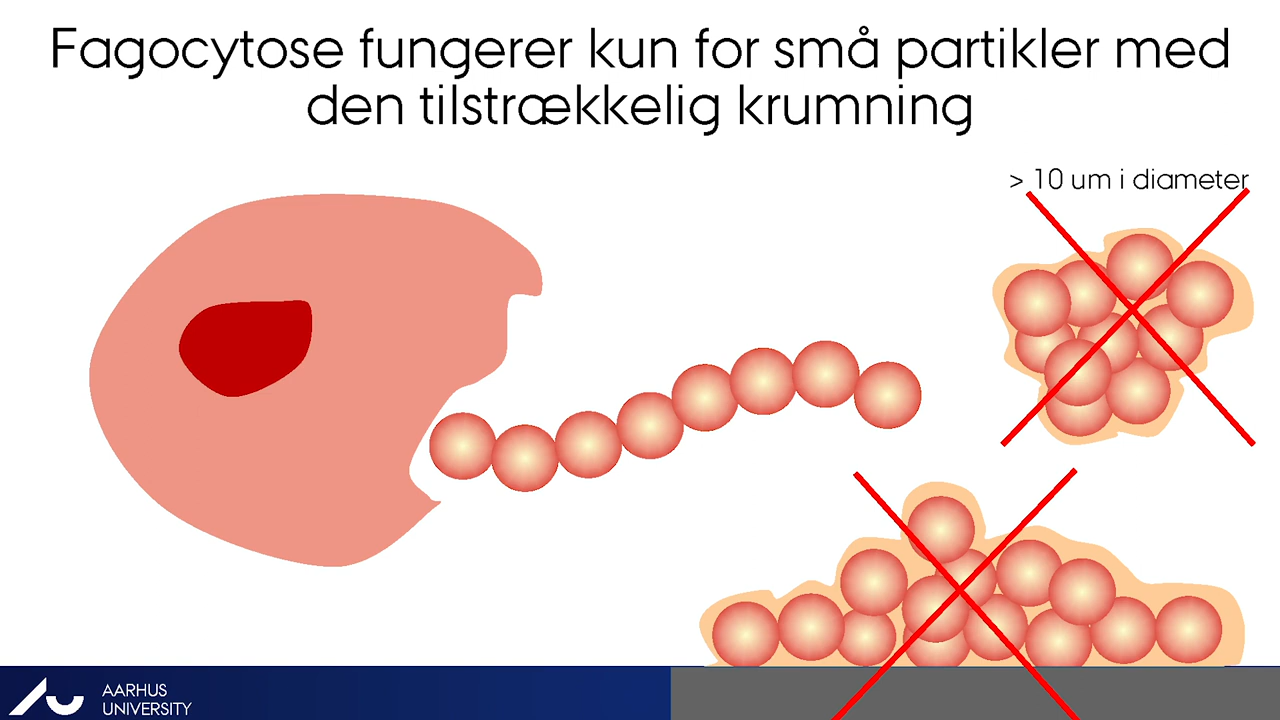 Fagocytose fungerer kun for små partikler med
den tilstrækkelig krumning
> 10 um i diameter
AARHUS
UNIVERSITY